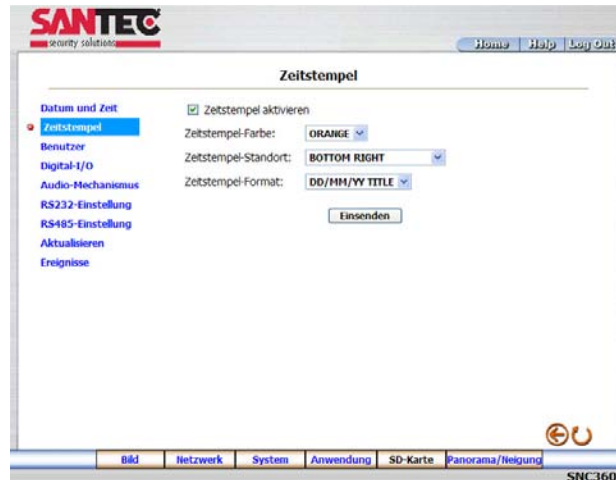 SANTEC
security solutions
Home | Help | Log Out
Zeitstempel
Datum und Zeit
Zeitstempel
Benutzer
Digital-I/O
Audio-Mechanismus
RS232-Einstellung
RS485-Einstellung
Aktualisieren
Ereignisse
Zeitstempel aktivieren
Zeitstempel-Farbe: ORANGE
Zeitstempel-Standort: BOTTOM RIGHT
Zeitstempel-Format: DD/MM/YY TITLE
Einsenden
Bild Netzwerk System Anwendung SD-Karte Panorama/Neigung
SNC360